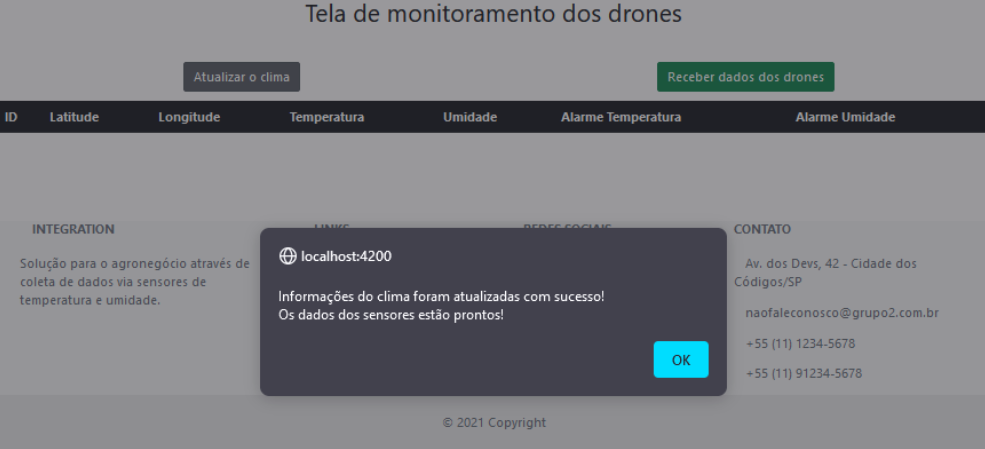 Tela de monitoramento dos drones
Atualizar o clima
Receber dados dos drones
ID Latitude Longitude Temperatura Umidade Alarme Temperatura Alarme Umidade
INTEGRATION
Solução para o agronegócio através de
coleta de dados via sensores de
temperatura e umidade.
LINKS
REDES SOCIAIS
CONTATO
Av. dos Devs, 42 - Cidade dos
Códigos/SP
naofaleconosco@grupo2.com.br
+55 (11) 1234-5678
+55 (11) 91234-5678
localhost:4200
Informações do clima foram atualizadas com sucesso!
Os dados dos sensores estão prontos!
OK
© 2021 Copyright